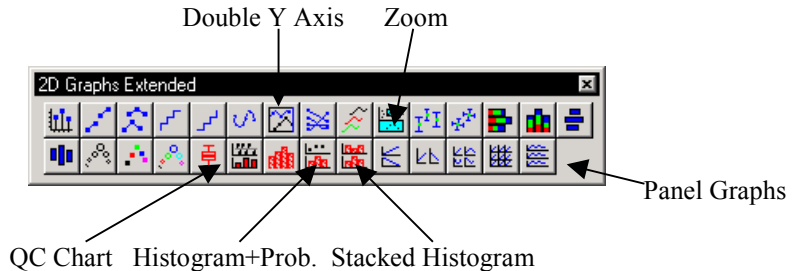 Double Y Axis Zoom
2D Graphs Extended
Panel Graphs
QC Chart Histogram+Prob. Stacked Histogram